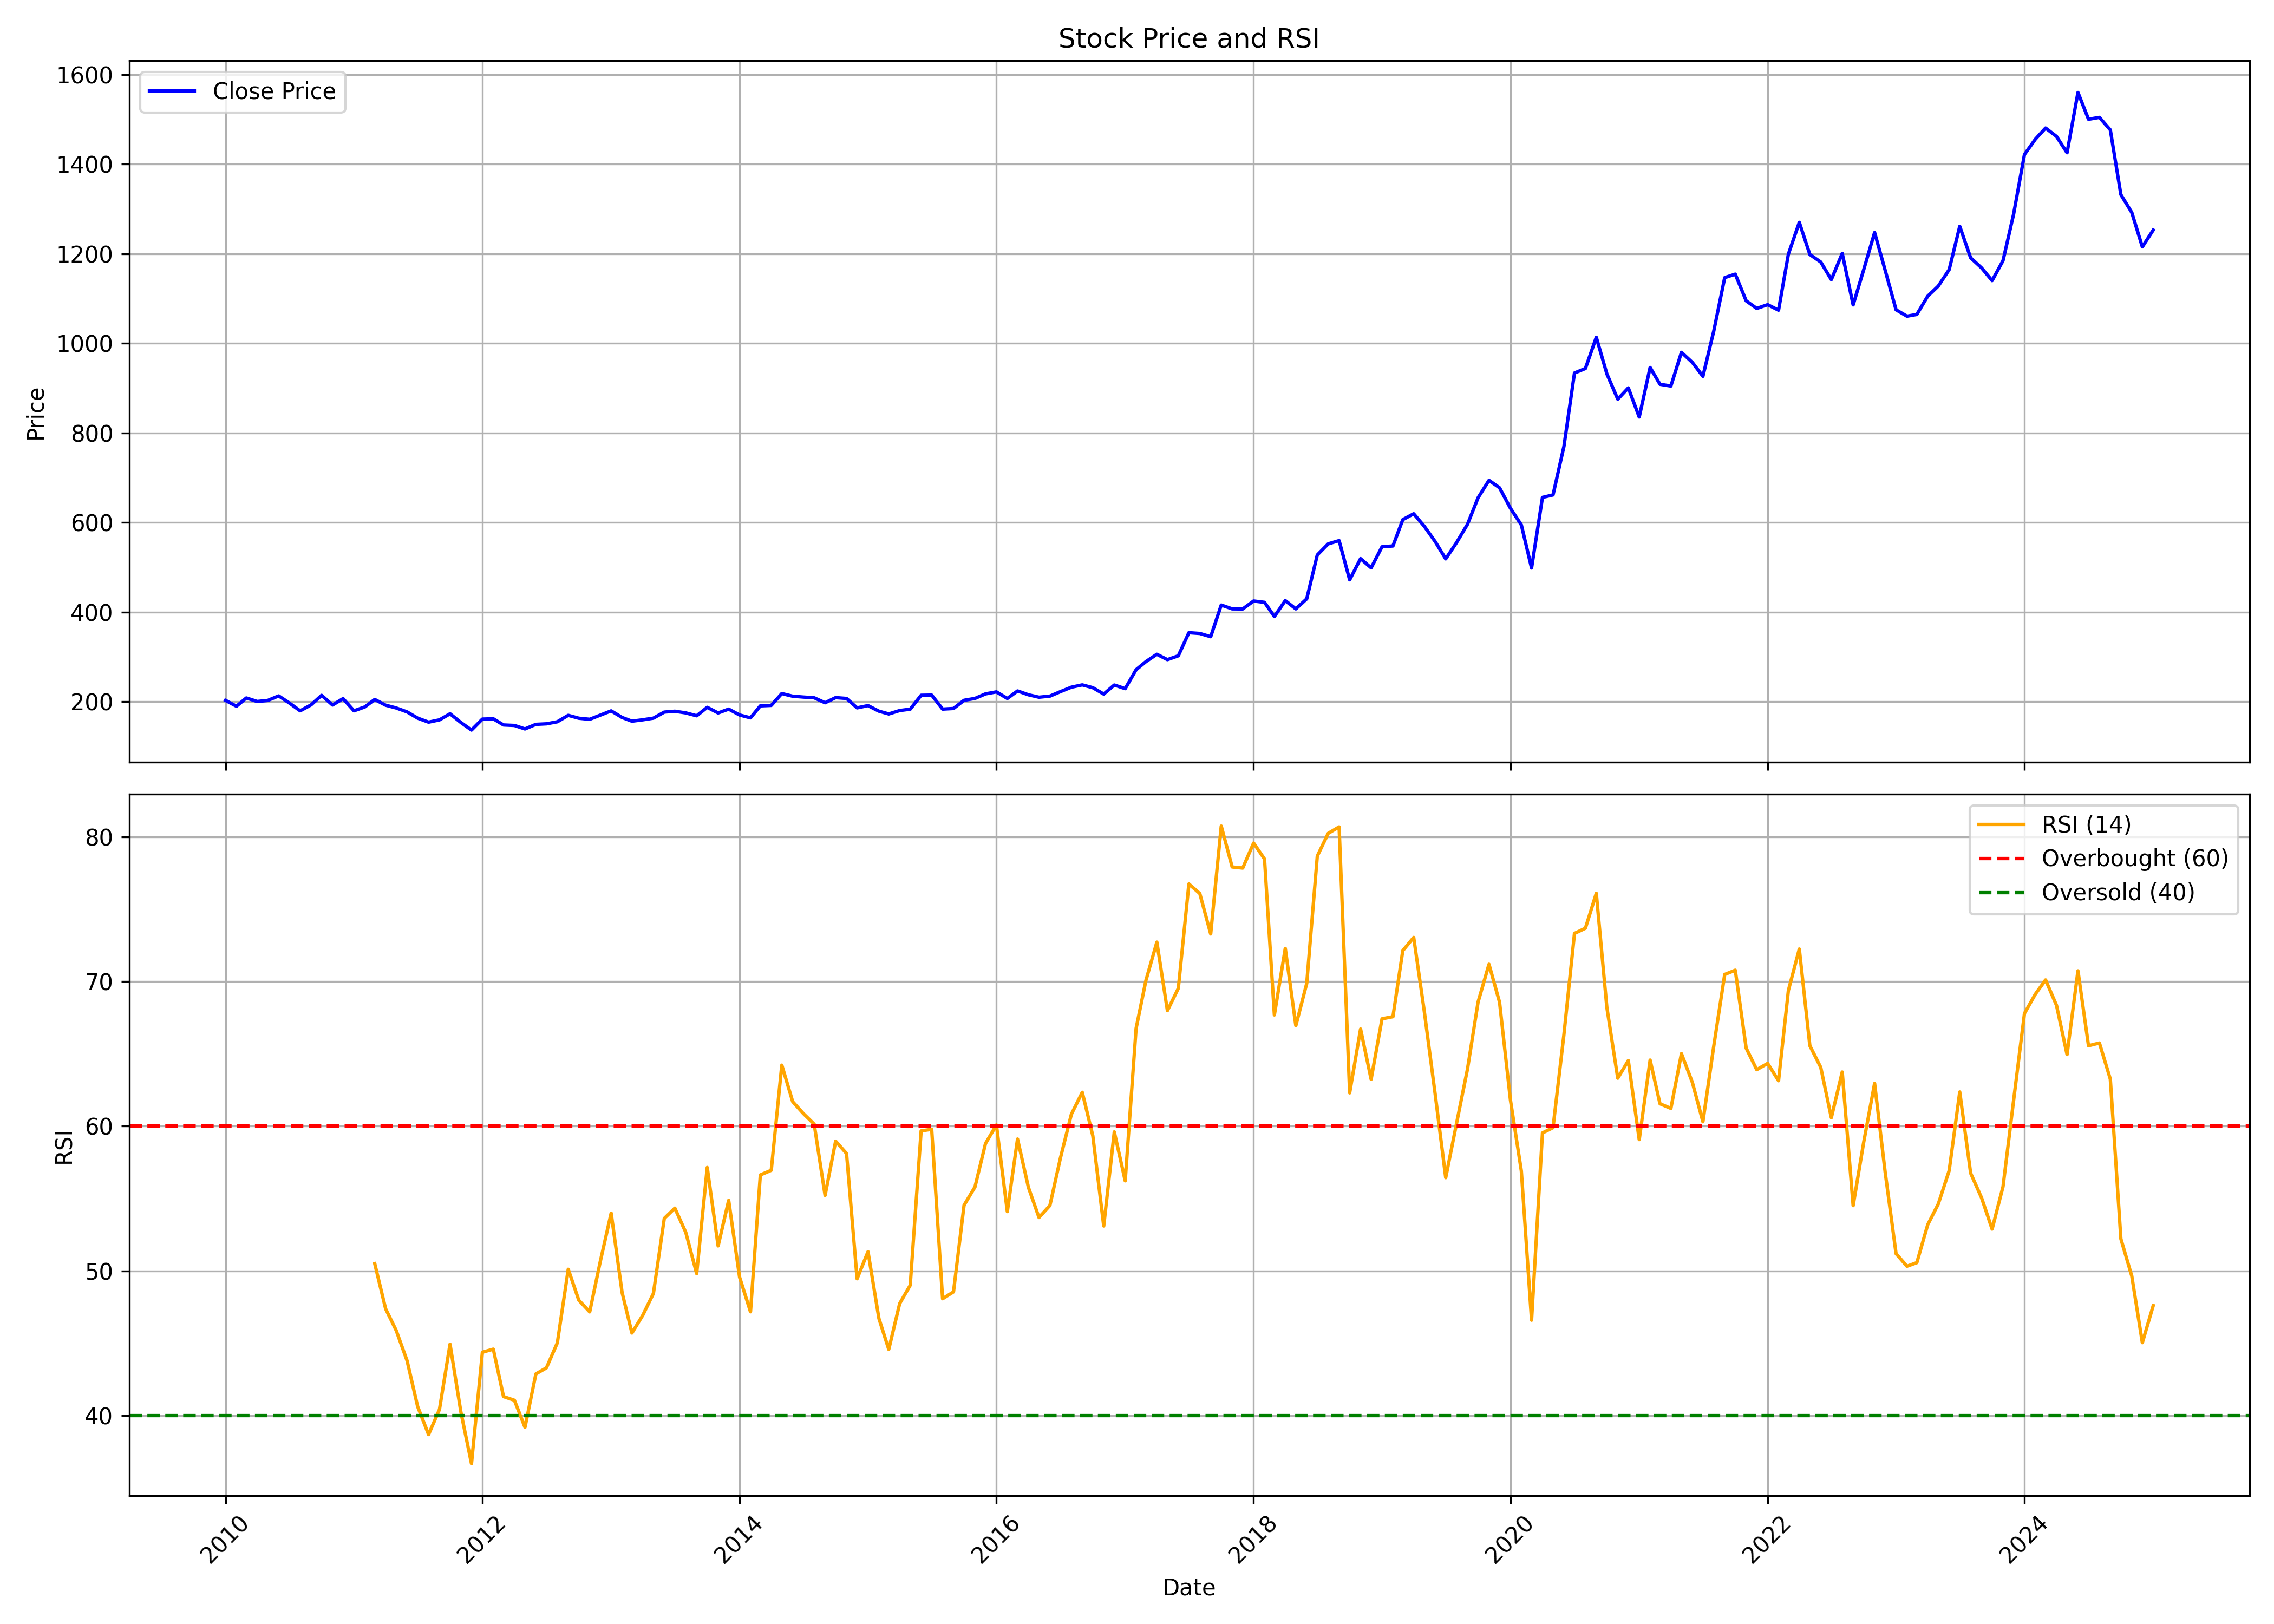 Stock Price and RSI
1600
1400
1200
1000
800
600
400
200
Price
Close Price
80
70
60
50
40
RSI
RSI (14)
Overbought (60)
Oversold (40)
2010
2012
2014
2016
2018
2020
2022
2024
Date